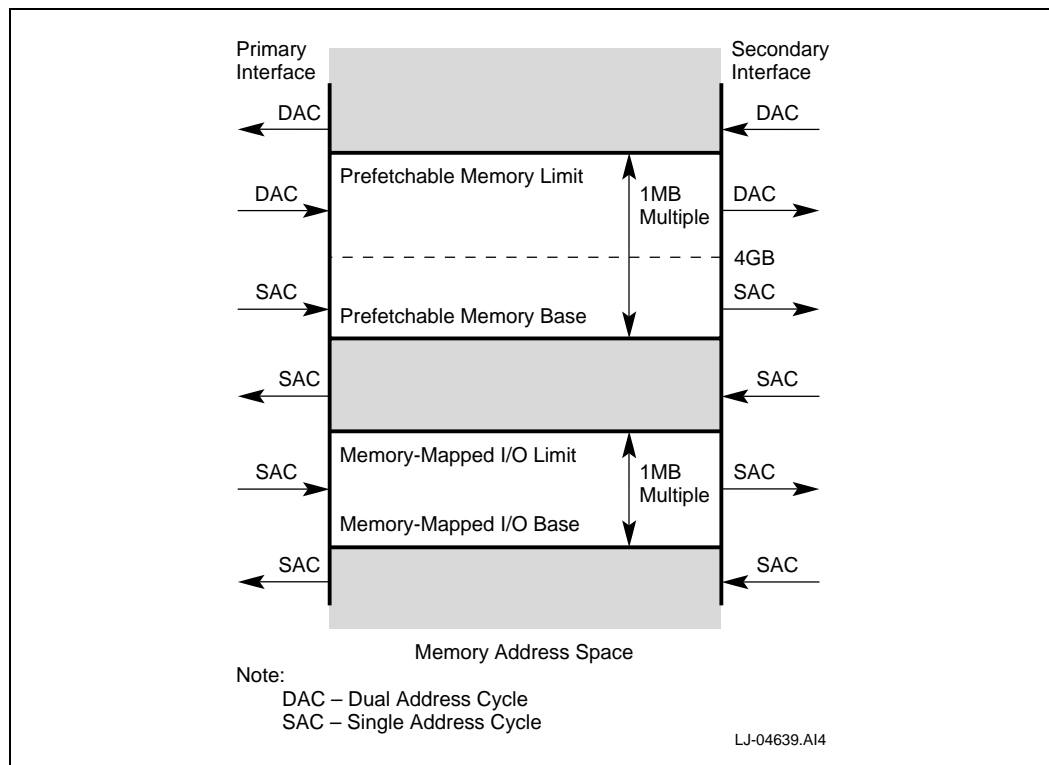 Primary
Interface
Secondary
Interface
DAC
DAC
Prefetchable Memory Limit
DAC
1MB
Multiple
DAC
4GB
SAC
Prefetchable Memory Base
SAC
SAC
SAC
Memory-Mapped I/O Limit
SAC
1MB
Multiple
SAC
Memory-Mapped I/O Base
SAC
SAC
Memory Address Space
Note:
DAC – Dual Address Cycle
SAC – Single Address Cycle
LJ-04639.AI4